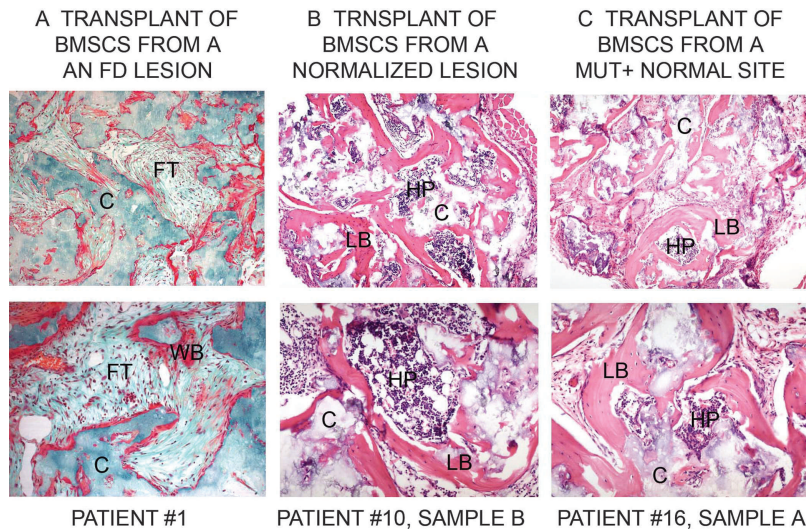 A TRANSPLANT OF
BMSCS FROM A
AN FD LESION
B TRNSPLANT OF
BMSCS FROM A
NORMALIZED LESION
C TRANSPLANT OF
BMSCS FROM A
MUT+ NORMAL SITE
FT
C
HP
C
LB
C
LB
HP
WB
FT
C
HP
C
LB
LB
HP
C
PATIENT #1
PATIENT #10, SAMPLE B
PATIENT #16, SAMPLE A